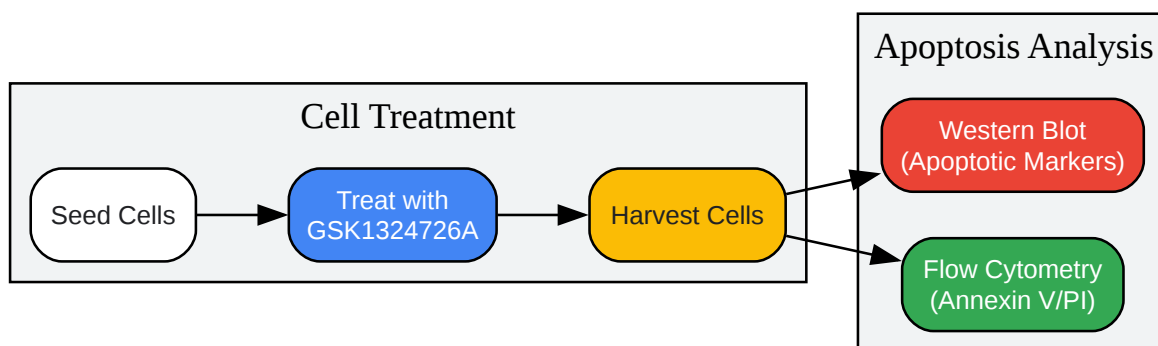 Apoptosis Analysis
Cell Treatment
Seed Cells
Treat with
GSK1324726A
Harvest Cells
Western Blot
(Apoptotic Markers)
Flow Cytometry
(Annexin V/PI)